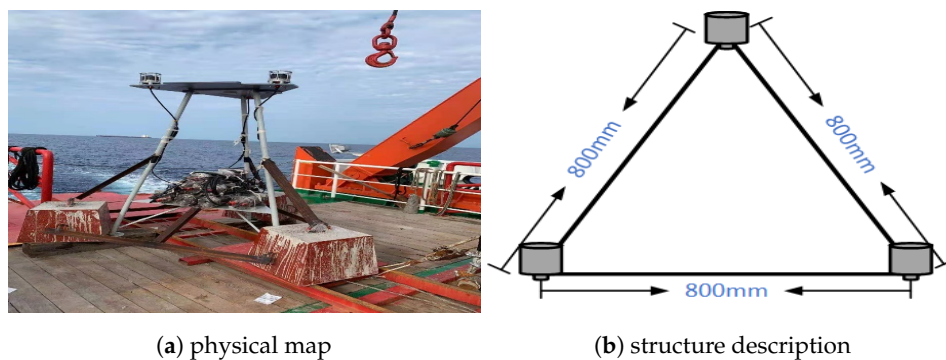 800mm
800mm
800mm
(a) physical map
(b) structure description